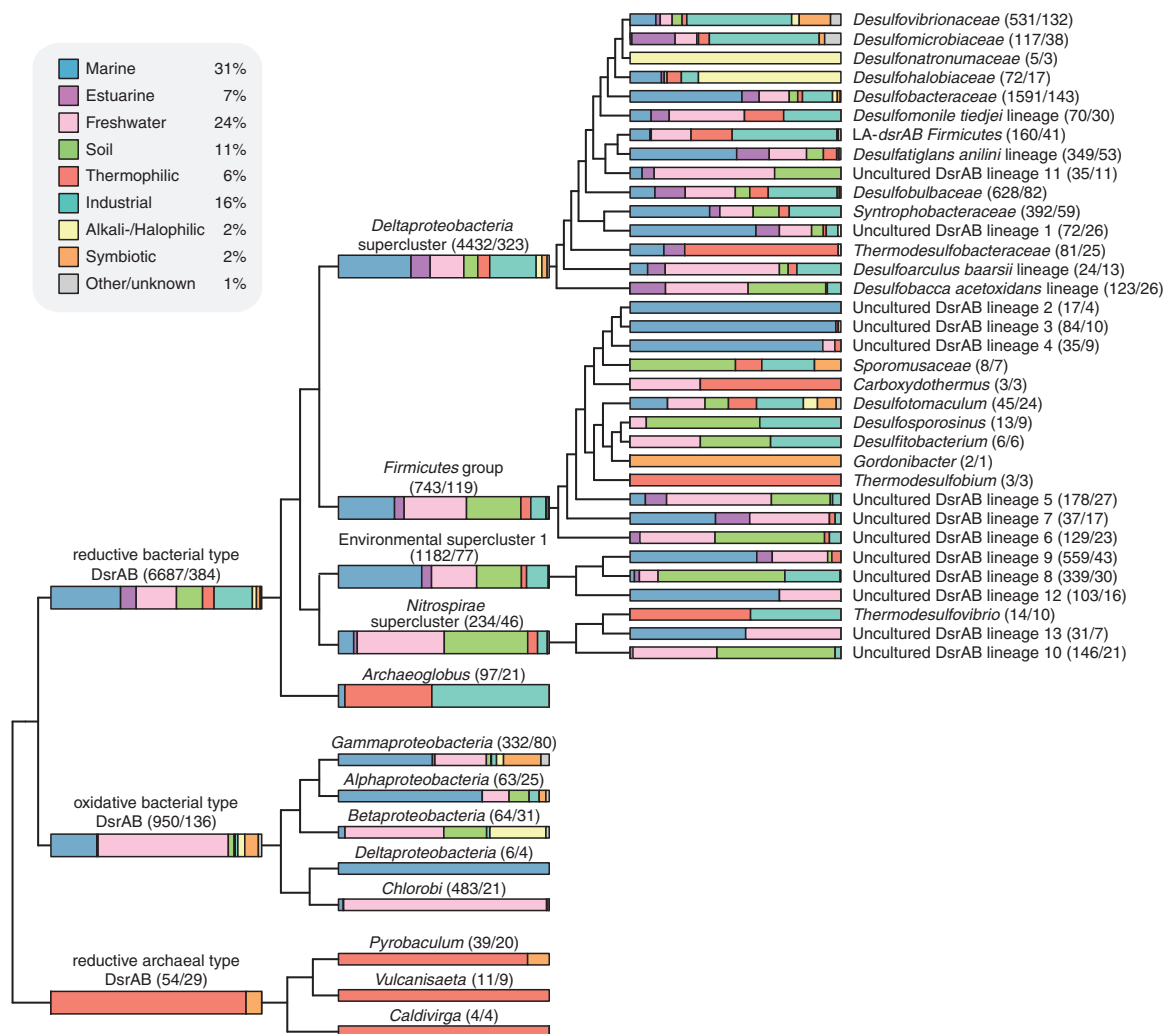 Marine 31%
Estuarine 7%
Freshwater 24%
Soil 11%
Thermophilic 6%
Industrial 16%
Alkali-/Halophilic 2%
Symbiotic 2%
Other/unknown 1%
reductive bacterial type
DsrAB (6687/384)
oxidative bacterial type
DsrAB (950/136)
reductive archaeal type
DsrAB (54/29)
Deltaproteobacteria
supercluster (4432/323)
Firmicutes group
(743/119)
Environmental supercluster 1
(1182/77)
Nitrospirae
supercluster (234/46)
Archaeoglobus (97/21)
Gammaproteobacteria (332/80)
Alphaproteobacteria (63/25)
Betaproteobacteria (64/31)
Deltaproteobacteria (6/4)
Chlorobi (483/21)
Pyrobaculum (39/20)
Vulcanisaeta (11/9)
Caldivirga (4/4)
Desulfovibrionaceae (531/132)
Desulfomicrobiaceae (117/38)
Desulfonatronumaceae (5/3)
Desulfohalobiaceae (72/17)
Desulfobacteraceae (1591/143)
Desulfomonile tiedjei lineage (70/30)
LA-dsrAB Firmicutes (160/41)
Desulfatiglans anilini lineage (349/53)
Uncultured DsrAB lineage 11 (35/11)
Desulfobulbaceae (628/82)
Syntrophobacteraceae (392/59)
Uncultured DsrAB lineage 1 (72/26)
Thermodesulfobacteraceae (81/25)
Desulfoarculus baarsii lineage (24/13)
Desulfobacca acetoxidans lineage (123/26)
Uncultured DsrAB lineage 2 (17/4)
Uncultured DsrAB lineage 3 (84/10)
Uncultured DsrAB lineage 4 (35/9)
Sporomusaceae (8/7)
Carboxydothermus (3/3)
Desulfotomaculum (45/24)
Desulfosporosinus (13/9)
Desulfitobacterium (6/6)
Gordonibacter (2/1)
Thermodesulfobium (3/3)
Uncultured DsrAB lineage 5 (178/27)
Uncultured DsrAB lineage 7 (37/17)
Uncultured DsrAB lineage 6 (129/23)
Uncultured DsrAB lineage 9 (559/43)
Uncultured DsrAB lineage 8 (339/30)
Uncultured DsrAB lineage 12 (103/16)
Thermodesulfovibrio (14/10)
Uncultured DsrAB lineage 13 (31/7)
Uncultured DsrAB lineage 10 (146/21)